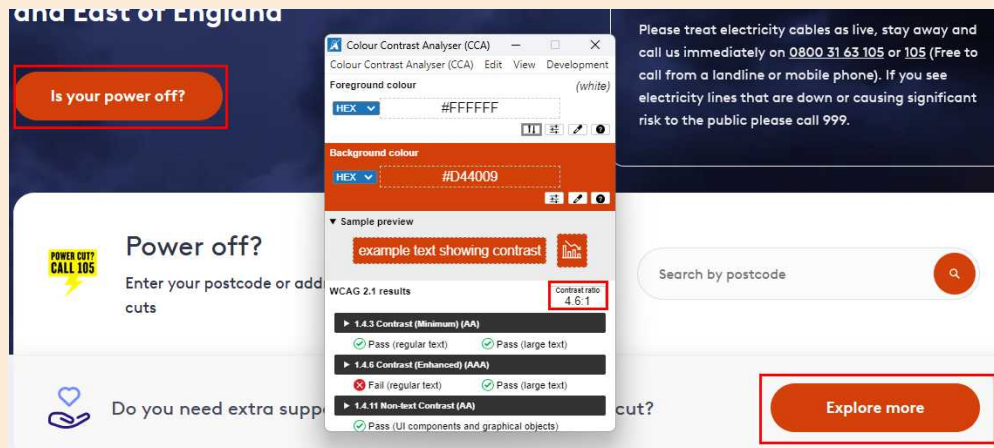 and East of England
Is your power off?
Please treat electricity cables as live, stay away and
call us immediately on 0800 31 63 105 or 105 (Free to
call from a landline or mobile phone). If you see
electricity lines that are down or causing significant
risk to the public please call 999.
Colour Contrast Analyser (CCA)
Colour Contrast Analyser (CCA) Edit View Development
Foreground colour (white)
HEX #FFFFFF
Background colour
HEX #D44009
▼ Sample preview
example text showing contrast
WCAG 2.1 results
Contrast ratio
4.6:1
▶ 1.4.3 Contrast (Minimum) (AA)
Pass (regular text) Pass (large text)
▶ 1.4.6 Contrast (Enhanced) (AAA)
Fail (regular text) Pass (large text)
▶ 1.4.11 Non-text Contrast (AA)
Pass (UI components and graphical objects)
POWER CUT?
CALL 105
Power off?
Enter your postcode or add
cuts
Search by postcode
Do you need extra supp cut?
Explore more